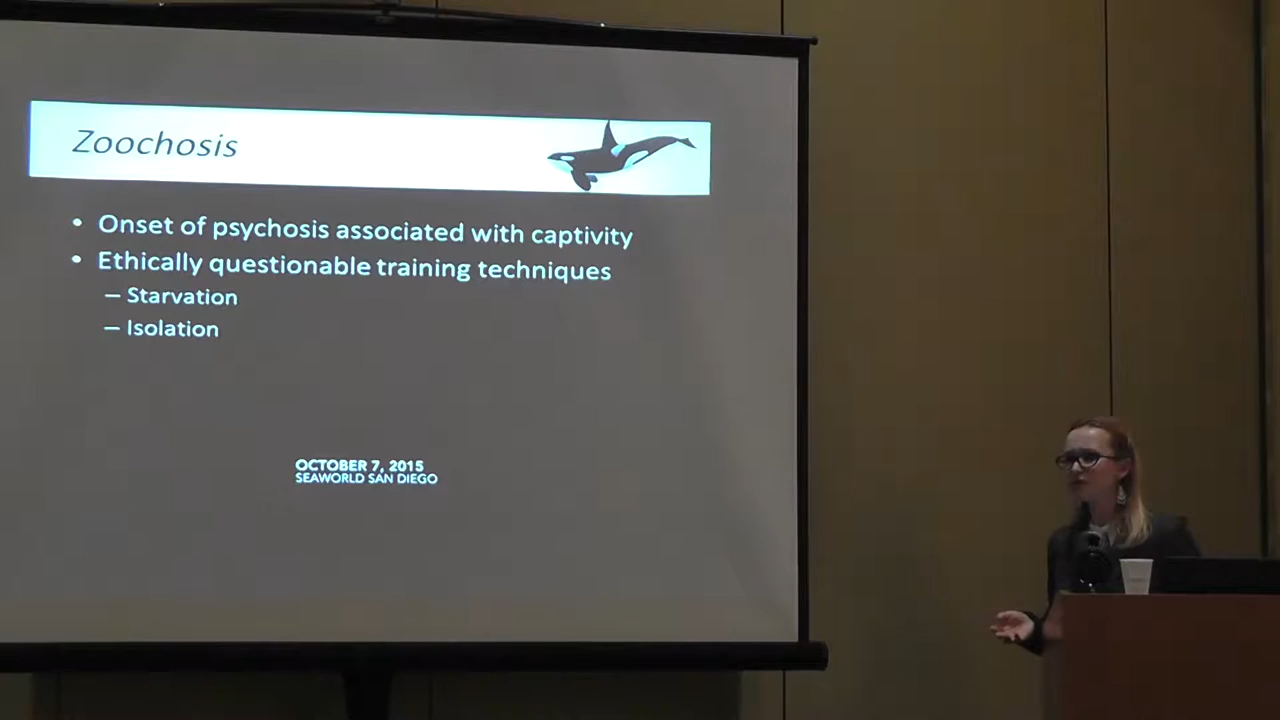 Zoochosis
• Onset of psychosis associated with captivity
• Ethically questionable training techniques
– Starvation
– Isolation
OCTOBER 7, 2015
SEAWORLD SAN DIEGO